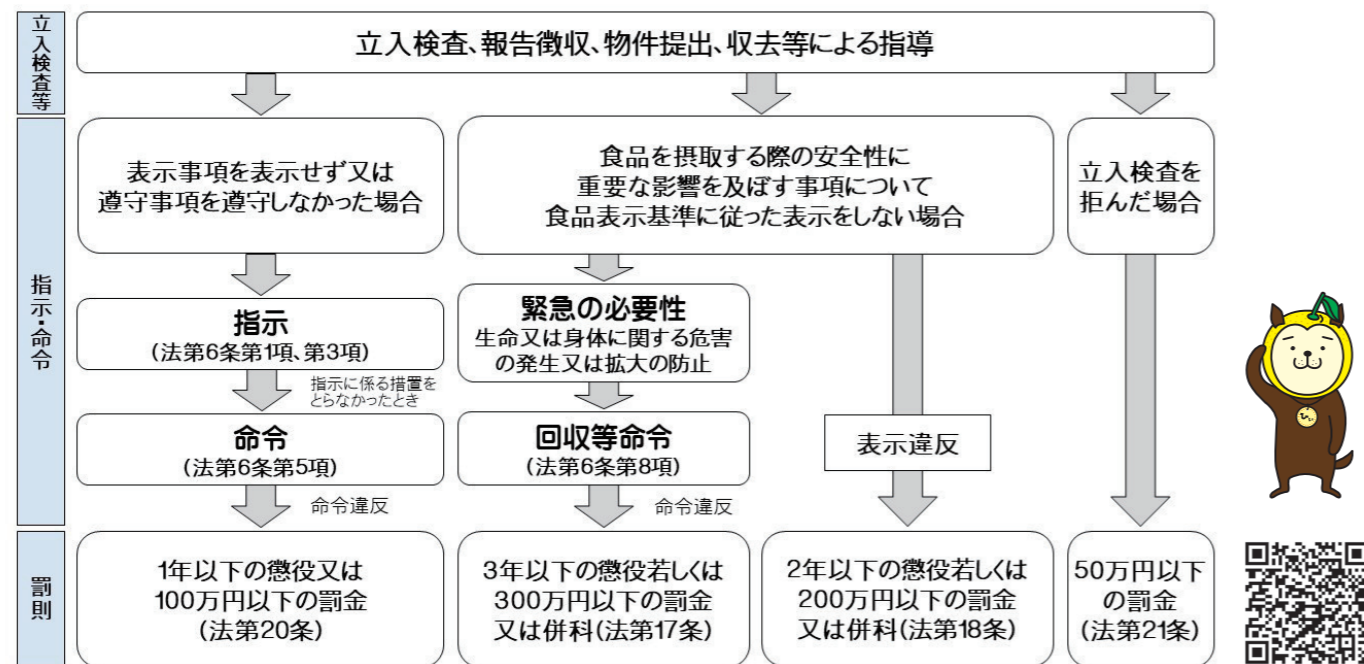 立入検査等
立入検査、報告徴収、物件提出、収去等による指導
指示・命令
表示事項を表示せず又は
遵守事項を遵守しなかった場合
食品を摂取する際の安全性に
重要な影響を及ぼす事項について
食品表示基準に従った表示をしない場合
立入検査を
拒んだ場合
指示
(法第6条第1項、第3項)
指示に係る措置を
とらなかったとき
命令
(法第6条第5項)
命令違反
緊急の必要性
生命又は身体に関する危害
の発生又は拡大の防止
回収等命令
(法第6条第8項)
命令違反
表示違反
罰則
1年以下の懲役又は
100万円以下の罰金
(法第20条)
3年以下の懲役若しくは
300万円以下の罰金
又は併科(法第17条)
2年以下の懲役若しくは
200万円以下の罰金
又は併科(法第18条)
50万円以下
の罰金
(法第21条)